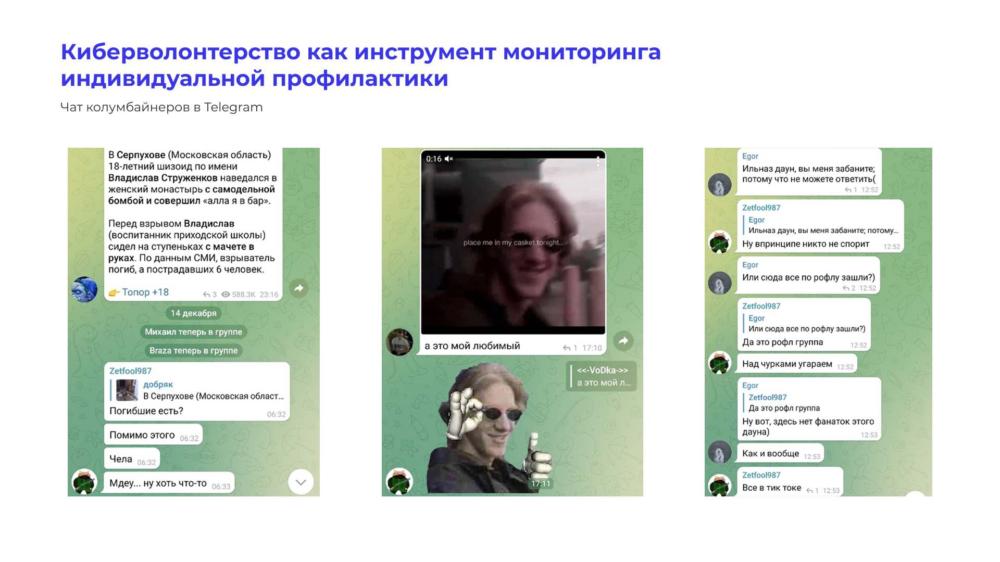 Киберволонтерство как инструмент мониторинга
индивидуальной профилактики
Чат колумбайнеров в Telegram
В Серпухове (Московская область)
18-летний шизоид по имени
Владислав Струженков наведался в
женский монастырь с самодельной
бомбой и совершил «алла я в бар».
Перед взрывом Владислав
(воспитанник приходской школы)
сидел на ступеньках с мачете в
руках. По данным СМИ, взрыватель
погиб, а пострадавших 6 человек.
Топор +18 3 588.3K 23:16
14 декабря
Михаил теперь в группе
Braza теперь в группе
Zetfool987
добряк
В Серпухове (Московская област...
Погибшие есть? 06:32
Помимо этого 06:32
Чела 06:32
Мдеу... ну хоть что-то 06:33
0:16
place me in my casket tonight..
а это мой любимый 1 17:10
<<-VoDka->>
а это мой л...
17:11
Egor
Ильназ даун, вы меня забаните;
потому что не можете ответить(
1 12:52
Zetfool987
Egor
Ильназ даун, вы меня забаните; потому...
Ну впринципе никто не спорит 12:52
Egor
Или сюда все по рофлу зашли?)
2 12:52
Zetfool987
Egor
Или сюда все по рофлу зашли?)
Да это рофл группа 12:52
Над чурками угараем 12:52
Egor
Zetfool987
Да это рофл группа
Ну вот, здесь нет фанаток этого
дауна) 12:53
Как и вообще 12:53
Zetfool987
Все в тик токе 1 12:53